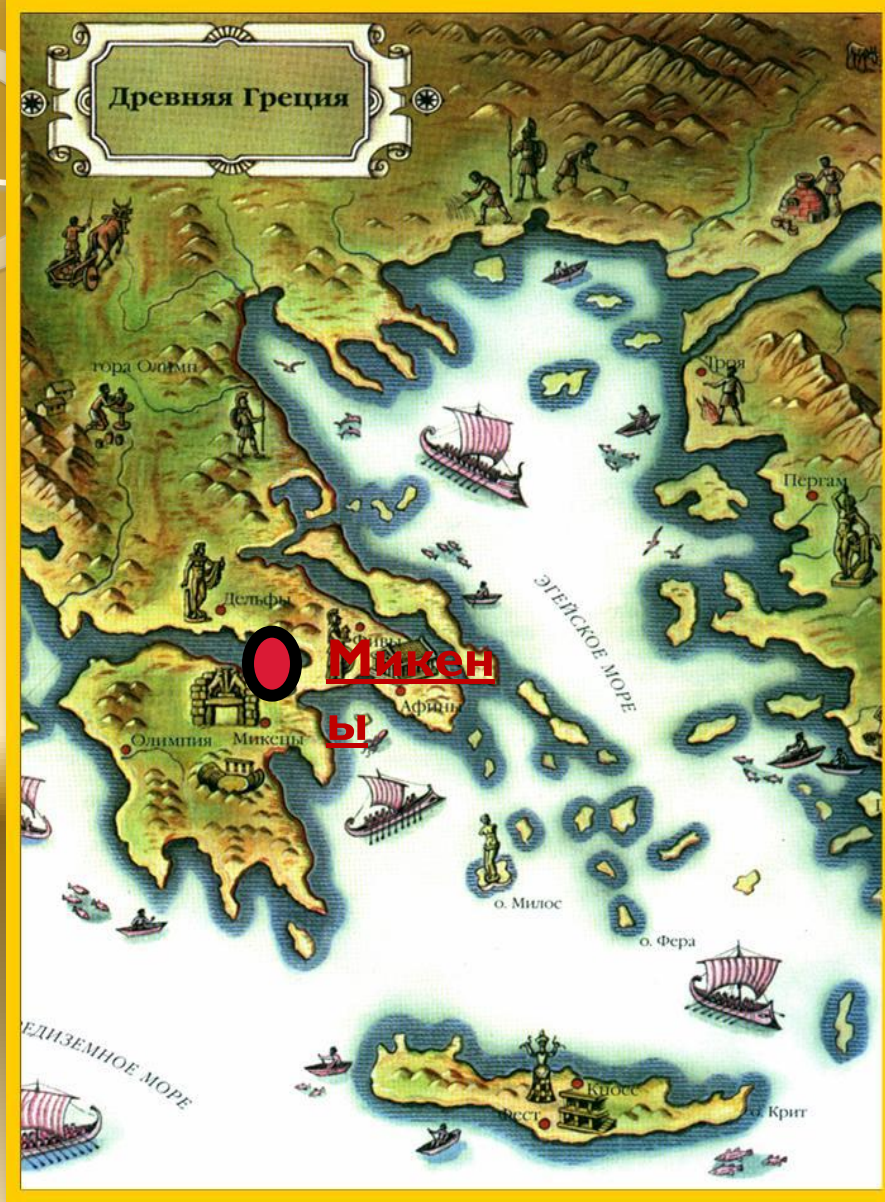 Древняя Греция
гора Олимп
Троя
Пергам
Дельфы
ЭГЕЙСКОЕ МОРЕ
Фивы
Микен
ы
Афины
Олимпия
Микены
о. Милос
о. Фера
ЕДИЗЕМНОЕ МОРЕ
Кносс
Фест
о. Крит